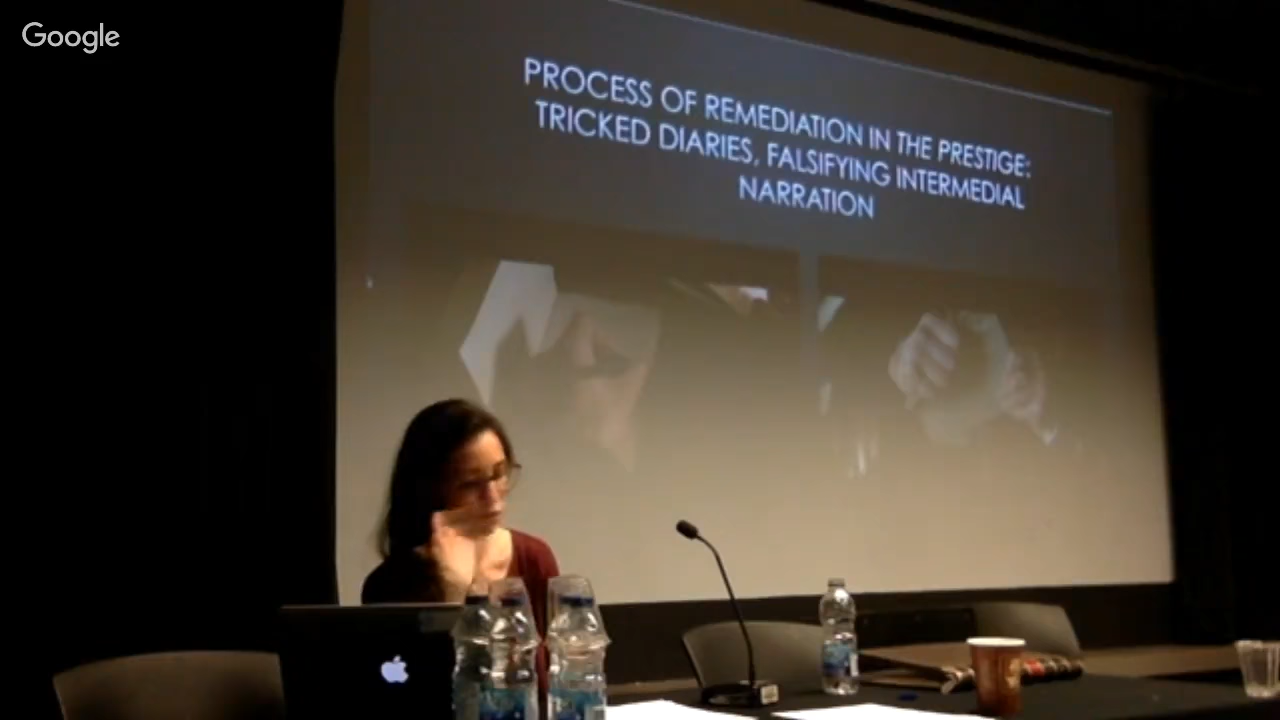 Google
PROCESS OF REMEDIATION IN THE PRESTIGE:
TRICKED DIARIES, FALSIFYING INTERMEDIAL
NARRATION